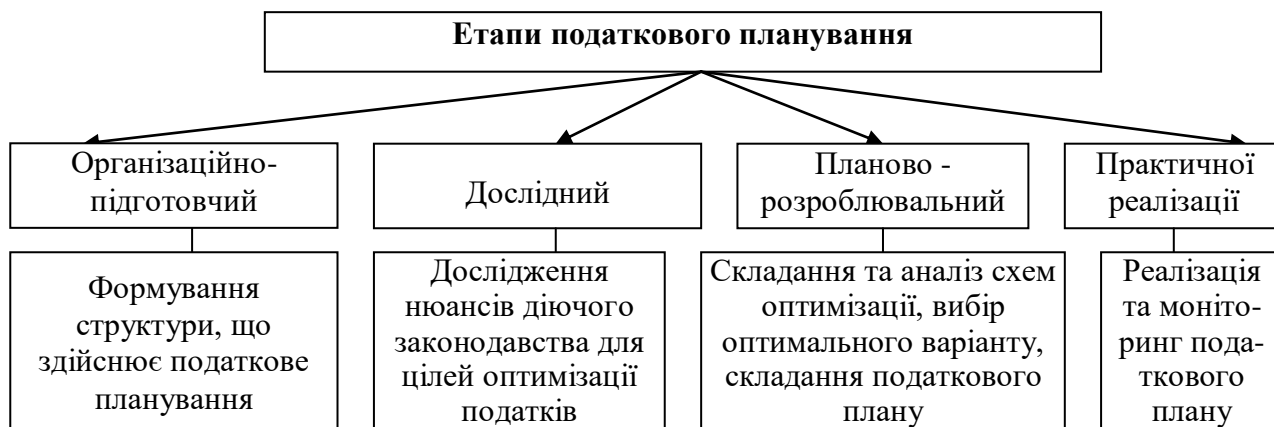 Етапи податкового планування
Організаційно-
підготовчий
Дослідний
Планово -
розроблювальний
Практичної
реалізації
Формування
структури, що
здійснює податкове
планування
Дослідження
нюансів діючого
законодавства для
цілей оптимізації
податків
Складання та аналіз схем
оптимізації, вибір
оптимального варіанту,
складання податкового
плану
Реалізація
та моніто-
ринг пода-
ткового
плану